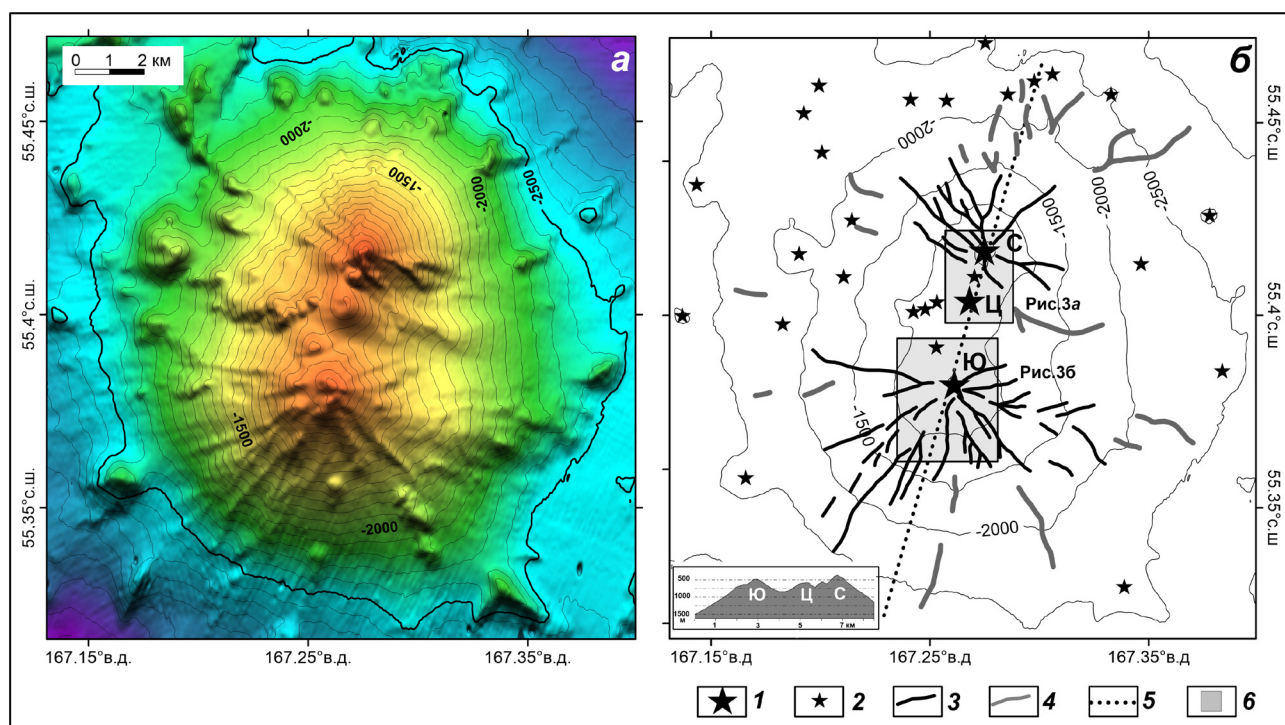 а
0 1 2 км
55.45°с.ш.
55.4°с.ш.
55.35°с.ш.
-2000
-1500
-2000
-2500
-1500
-2000
167.15°в.д.
167.25°в.д.
167.35°в.д.
б
-2000
-2500
-2000
-1500
С
Ц
Рис.3а
Ю
Рис.3б
-1500
-2000
55.45°с.ш
55.4°с.ш
55.35°с.ш
500
1000
1500
м
Ю Ц С
1 3 5 7 км
167.15°в.д
167.25°в.д
167.35°в.д
1 2 3 4 5 6